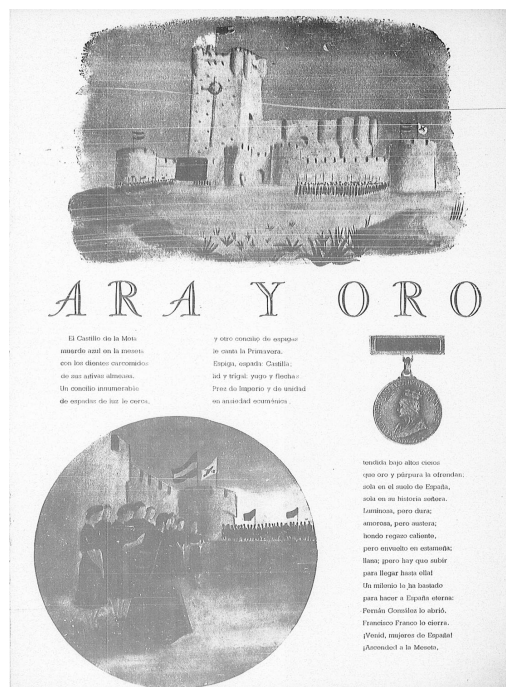 ARA Y ORO
El Castillo de la Mota
muerde azul en la meseta
con los dientes carcomidos
de sus altivas almenas.
Un concilio innumerable
de espadas de luz le cerca,
y otro concilio de espigas
le canta la Primavera.
Espiga, espada: Castilla;
lid y trigal: yugo y flechas
Prez de Imperio y de unidad
en ansiedad ecuménica.
tendida bajo altos cielos
que oro y púrpura la ofrendan,
sola en el suelo de España,
sola en su historia señera.
Luminosa, pero dura;
amorosa, pero austera;
hondo regazo caliente,
pero envuelto en estameña;
llana; ¡pero hay que subir
para llegar hasta ella!
Un milenio la ha bastado
para hacer a España eterna:
Fernán González lo abrió,
Francisco Franco lo cierra.
¡Venid, mujeres de España!
¡Ascended a la Meseta,